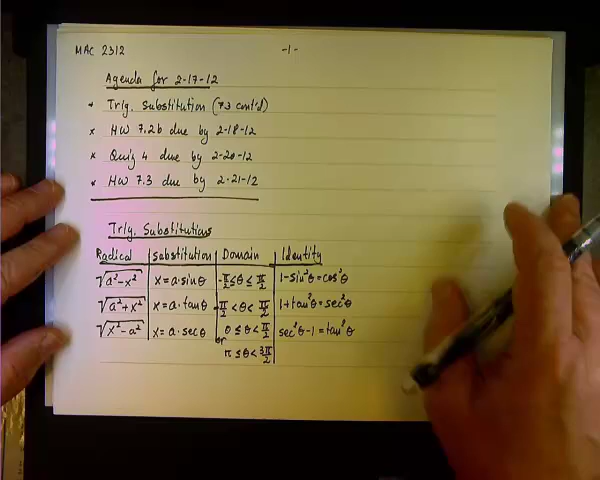 MAC 2312 -1-
Agenda for 2-17-12
* Trig. Substitution (7.3 cont'd)
* HW 7.2b due by 2-18-12
* Quiz 4 due by 2-20-12
* HW 7.3 due by 2-21-12
Trig. Substitutions
Radical Substitution Domain Identity
√a²-x² x=a·sinθ -π/2≤θ≤π/2 1-sin²θ=cos²θ
√a²+x² x=a·tanθ -π/2<θ<π/2 1+tan²θ=sec²θ
√x²-a² x=a·secθ 0≤θ<π/2 sec²θ-1=tan²θ
or
π≤θ<3π/2